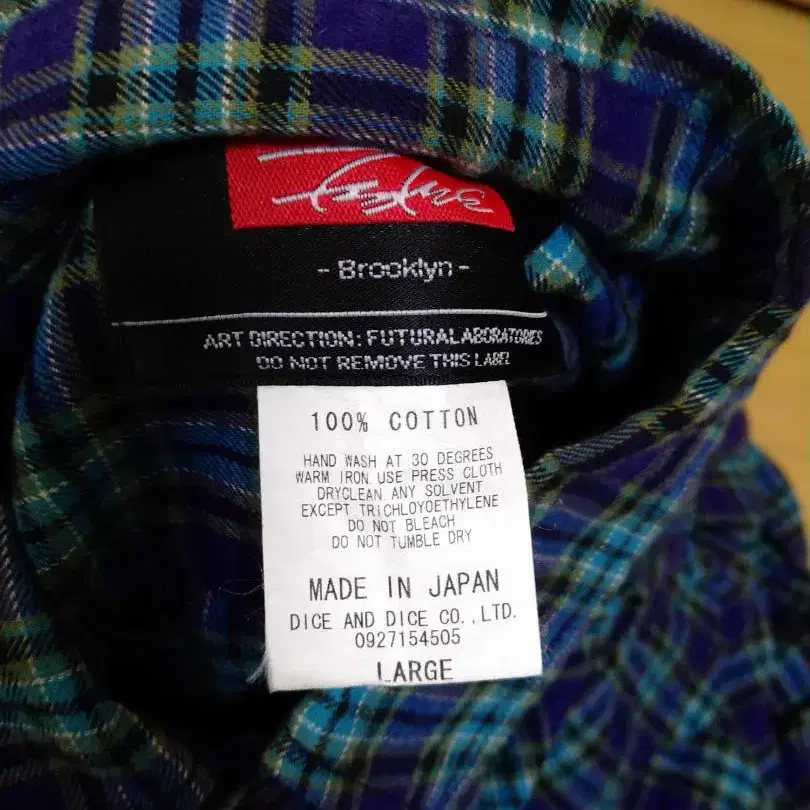 Futura
- Brooklyn -
ART DIRECTION: FUTURALABORATORIES
DO NOT REMOVE THIS LABEL
100% COTTON
HAND WASH AT 30 DEGREES
WARM IRON USE PRESS CLOTH
DRYCLEAN ANY SOLVENT
EXCEPT TRICHLOYOETHYLENE
DO NOT BLEACH
DO NOT TUMBLE DRY
MADE IN JAPAN
DICE AND DICE CO.,LTD.
0927154505
LARGE